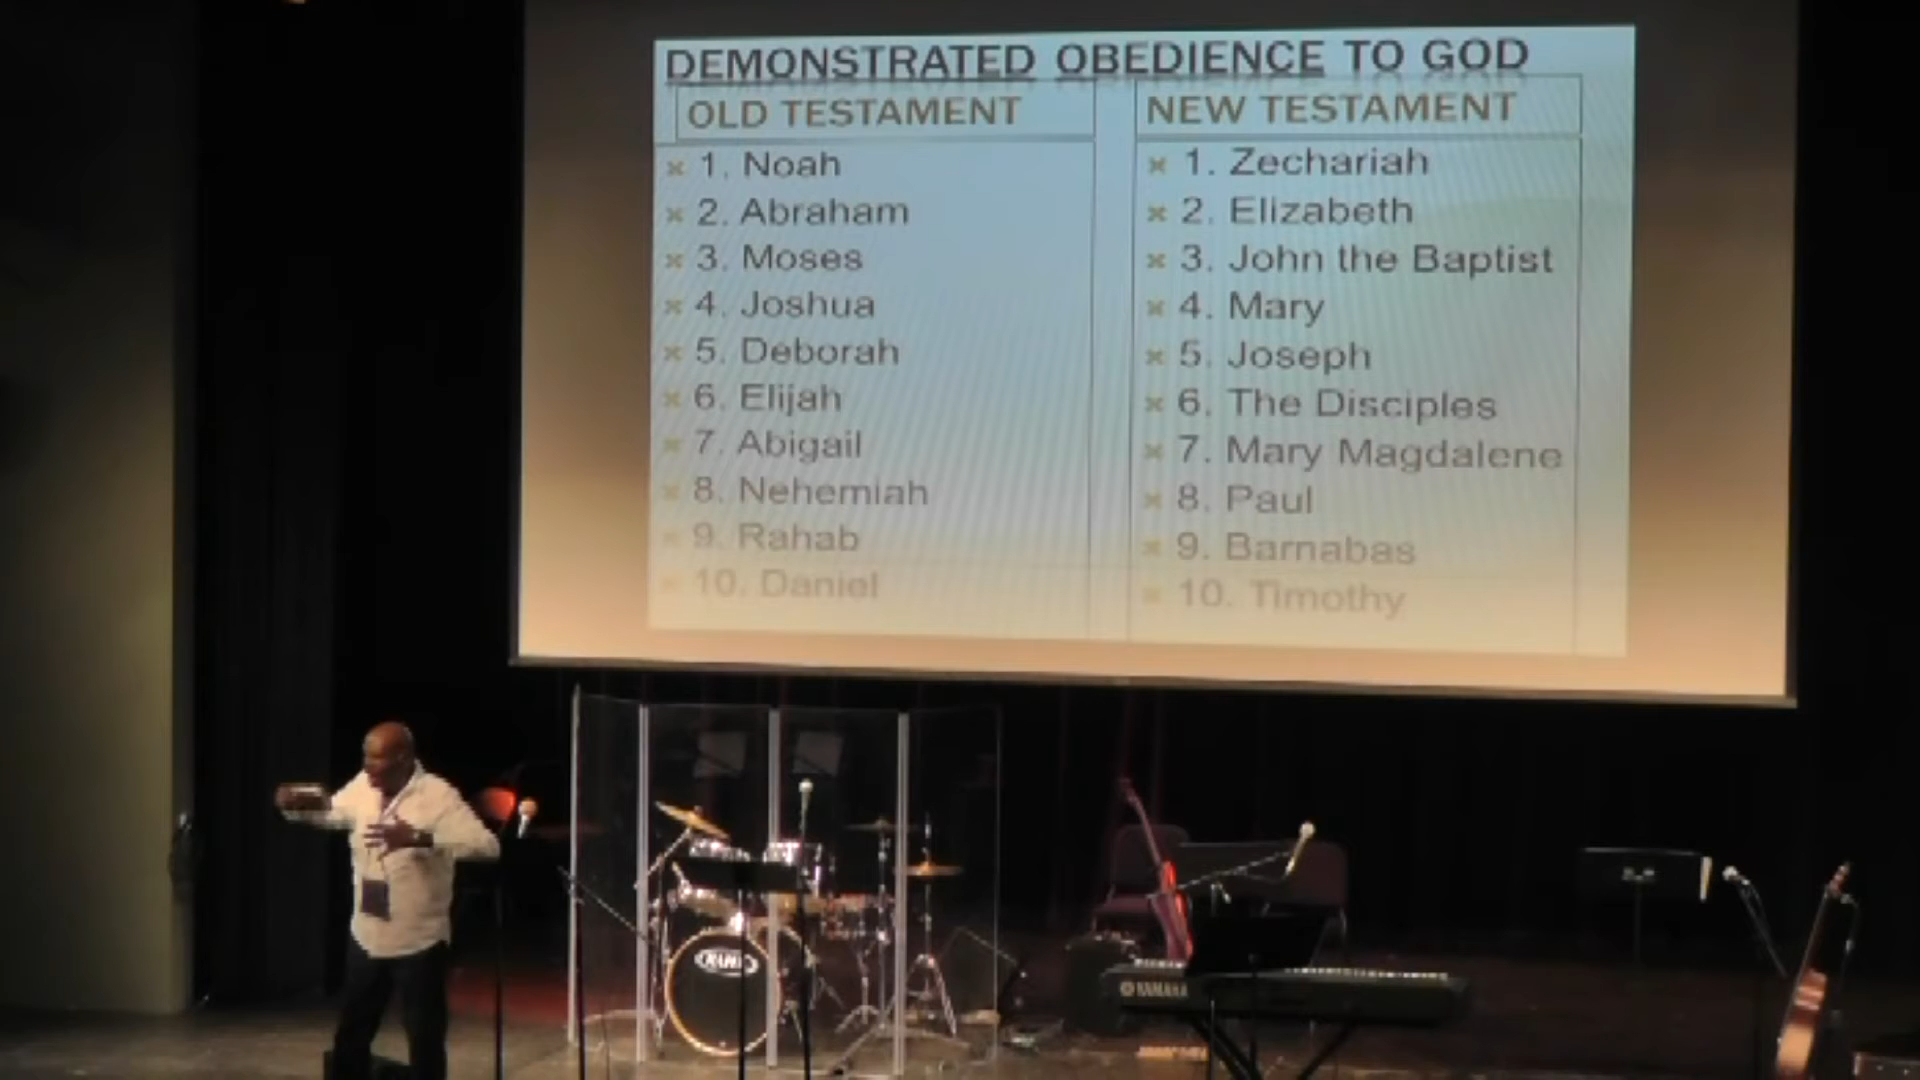 DEMONSTRATED OBEDIENCE TO GOD
OLD TESTAMENT
1. Noah
2. Abraham
3. Moses
4. Joshua
5. Deborah
6. Elijah
7. Abigail
8. Nehemiah
9. Rahab
10. Daniel
NEW TESTAMENT
1. Zechariah
2. Elizabeth
3. John the Baptist
4. Mary
5. Joseph
6. The Disciples
7. Mary Magdalene
8. Paul
9. Barnabas
10. Timothy
YAMAHA